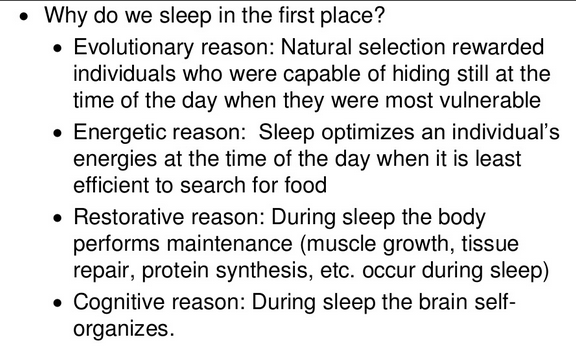 • Why do we sleep in the first place?
• Evolutionary reason: Natural selection rewarded
individuals who were capable of hiding still at the
time of the day when they were most vulnerable
• Energetic reason:  Sleep optimizes an individual’s
energies at the time of the day when it is least
efficient to search for food
• Restorative reason: During sleep the body
performs maintenance (muscle growth, tissue
repair, protein synthesis, etc. occur during sleep)
• Cognitive reason: During sleep the brain self-
organizes.